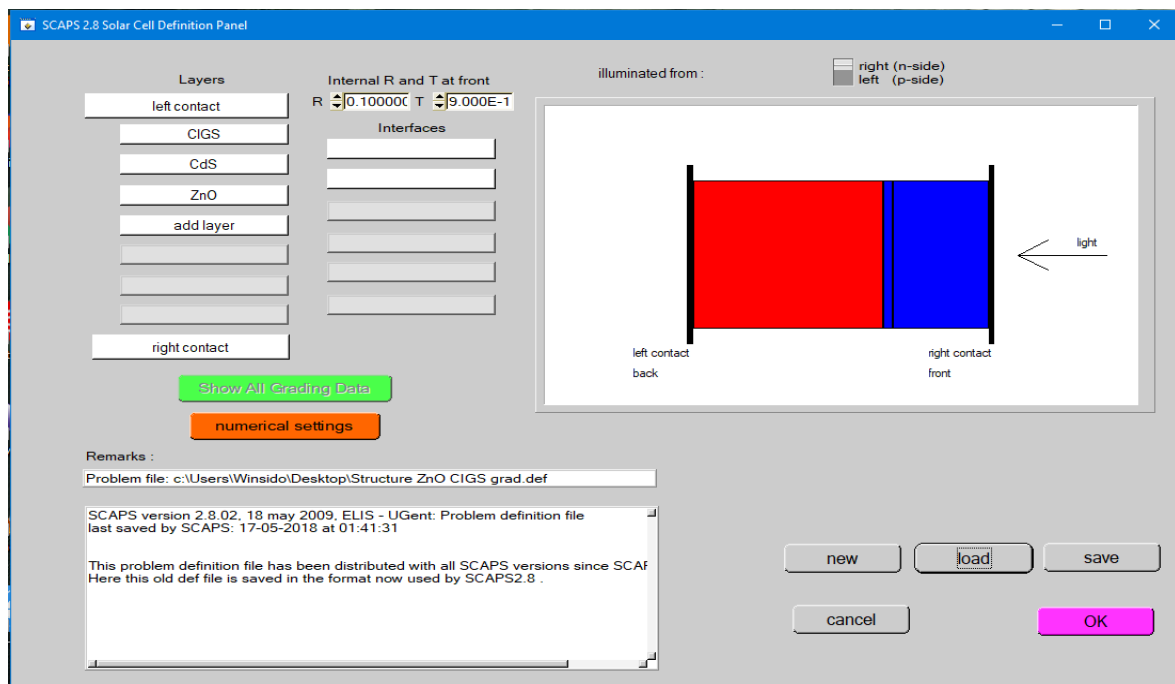 SCAPS 2.8 Solar Cell Definition Panel
Layers
left contact
CIGS
CdS
ZnO
add layer
right contact
Internal R and T at front
R 0.10000( T 9.000E-1
Interfaces
illuminated from :
right (n-side)
left (p-side)
light
left contact
back
right contact
front
Show All Grading Data
numerical settings
Remarks :
Problem file: c:\Users\Winsido\Desktop\Structure ZnO CIGS grad.def
SCAPS version 2.8.02, 18 may 2009, ELIS - UGent: Problem definition file
last saved by SCAPS: 17-05-2018 at 01:41:31
This problem definition file has been distributed with all SCAPS versions since SCAF
Here this old def file is saved in the format now used by SCAPS2.8 .
new
load
save
cancel
OK